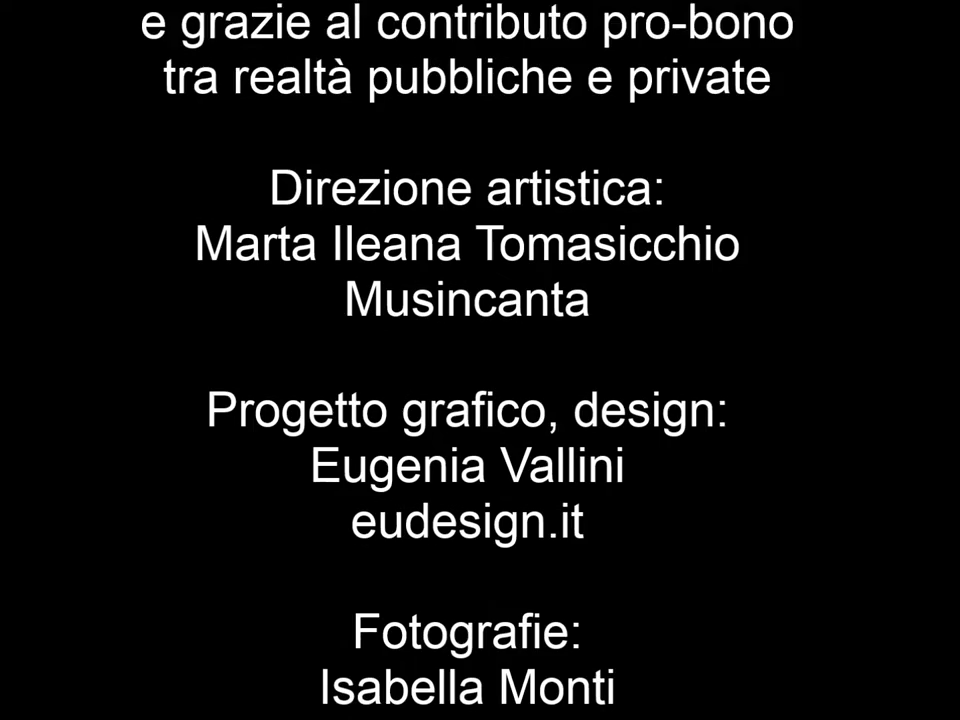 e grazie al contributo pro-bono
tra realtà pubbliche e private
Direzione artistica:
Marta Ileana Tomasicchio
Musincanta
Progetto grafico, design:
Eugenia Vallini
eudesign.it
Fotografie:
Isabella Monti